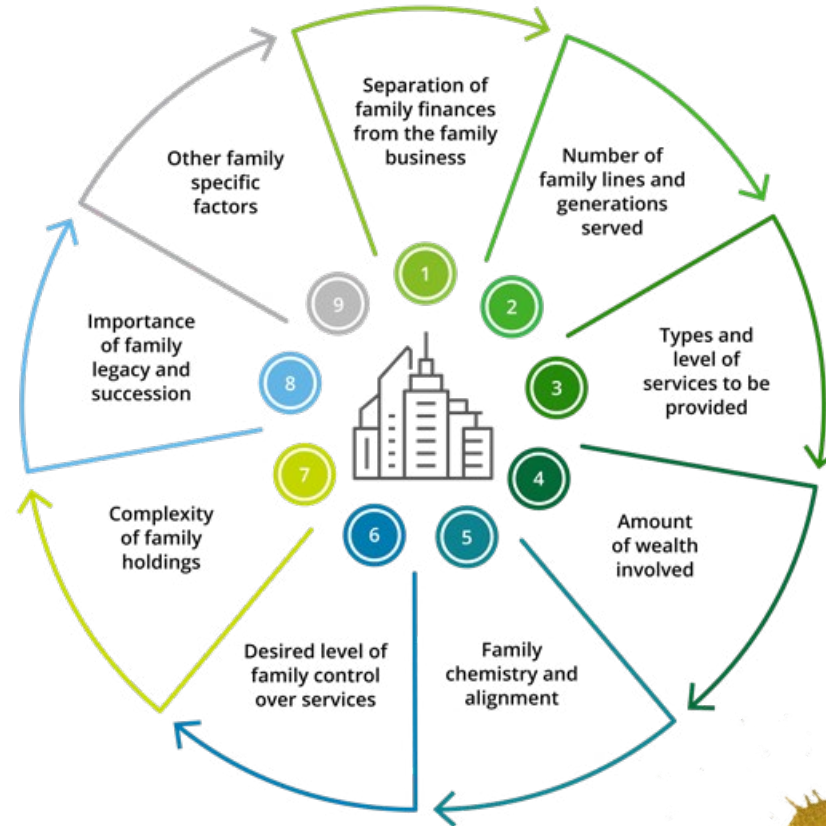 Separation of
family finances
from the family
business
1
Number of
family lines and
generations
served
2
Types and
level of
services to be
provided
3
Amount
of wealth
involved
4
Family
chemistry and
alignment
5
Desired level of
family control
over services
6
Complexity
of family
holdings
7
Importance
of family
legacy and
succession
8
Other family
specific
factors
9